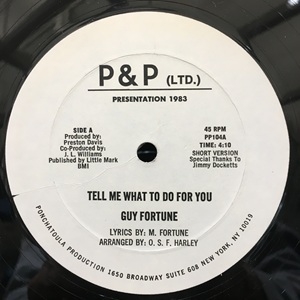 P & P (LTD.)
PRESENTATION 1983
SIDE A
Produced by:
Preston Davis
Co-Produced by:
J. L. Williams
Published by Little Mark
BMI
45 RPM
PP104A
TIME: 4:10
SHORT VERSION
Special Thanks To
Jimmy Docketts
TELL ME WHAT TO DO FOR YOU
GUY FORTUNE
LYRICS BY: M. FORTUNE
ARRANGED BY: O. S. F. HARLEY
PONCHATOULA PRODUCTION 1650 BROADWAY SUITE 608 NEW YORK, NY 10019